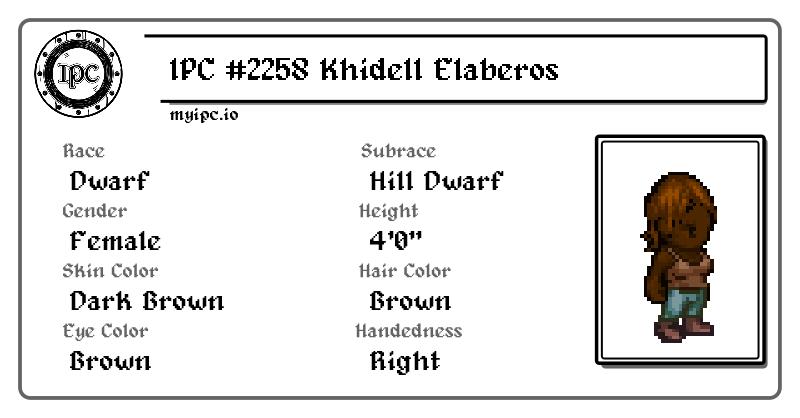 IPC
IPC #2258 Khidell Elaberos
myipc.io
Race
Dwarf
Subrace
Hill Dwarf
Gender
Female
Height
4'0"
Skin Color
Dark Brown
Hair Color
Brown
Eye Color
Brown
Handedness
Right